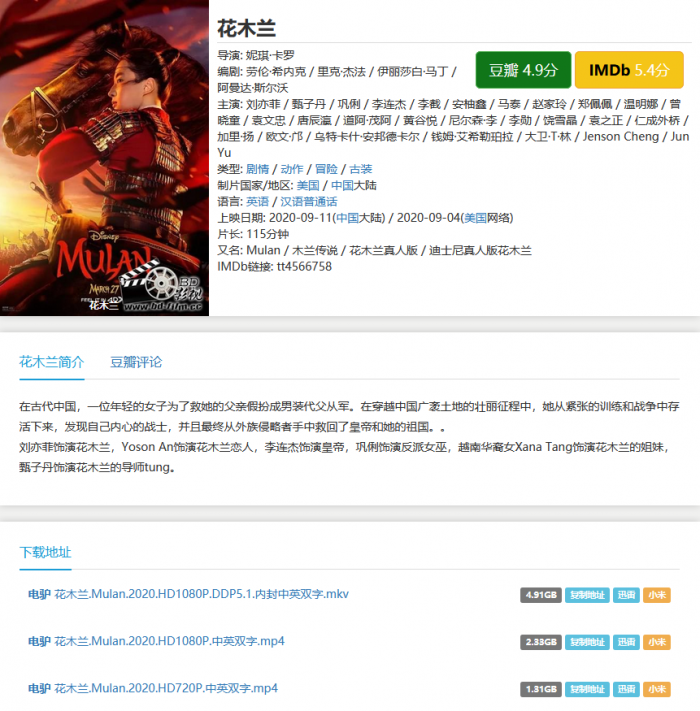 花木兰
导演: 妮琪·卡罗
编剧: 劳伦·希内克 / 里克·杰法 / 伊丽莎白·马丁 /
阿曼达·斯尔沃
豆瓣 4.9分
IMDb 5.4分
主演: 刘亦菲 / 甄子丹 / 巩俐 / 李连杰 / 李截 / 安柚鑫 / 马泰 / 赵家玲 / 郑佩佩 / 温明娜 / 曾
晓童 / 袁文忠 / 唐辰瀛 / 道阿·茂阿 / 黄谷悦 / 尼尔森·李 / 李勋 / 饶雪晶 / 袁之正 / 仁成外桥 /
加里·扬 / 欧文·邝 / 乌特卡什·安邦德卡尔 / 钱姆·艾希勒珀拉 / 大卫·T·林 / Jenson Cheng / Jun
Yu
类型: 剧情 / 动作 / 冒险 / 古装
制片国家/地区: 美国 / 中国大陆
语言: 英语 / 汉语普通话
上映日期: 2020-09-11(中国大陆) / 2020-09-04(美国网络)
片长: 115分钟
又名: Mulan / 木兰传说 / 花木兰真人版 / 迪士尼真人版花木兰
IMDb链接: tt4566758
Disney
MULAN
MARCH 27
花木兰
BD
影视
www.bd-film.cc
花木兰简介 豆瓣评论
在古代中国，一位年轻的女子为了救她的父亲假扮成男装代父从军。在穿越中国广袤土地的壮丽征程中，她从紧张的训练和战争中存
活下来，发现自己内心的战士，并且最终从外族侵略者手中救回了皇帝和她的祖国。。
刘亦菲饰演花木兰，Yoson An饰演花木兰恋人，李连杰饰演皇帝，巩俐饰演反派女巫，越南华裔女Xana Tang饰演花木兰的姐妹，
甄子丹饰演花木兰的导师tung。
下载地址
电驴 花木兰.Mulan.2020.HD1080P.DDP5.1.内封中英双字.mkv 4.91GB 复制地址 迅雷 小米
电驴 花木兰.Mulan.2020.HD1080P.中英双字.mp4 2.33GB 复制地址 迅雷 小米
电驴 花木兰.Mulan.2020.HD720P.中英双字.mp4 1.31GB 复制地址 迅雷 小米